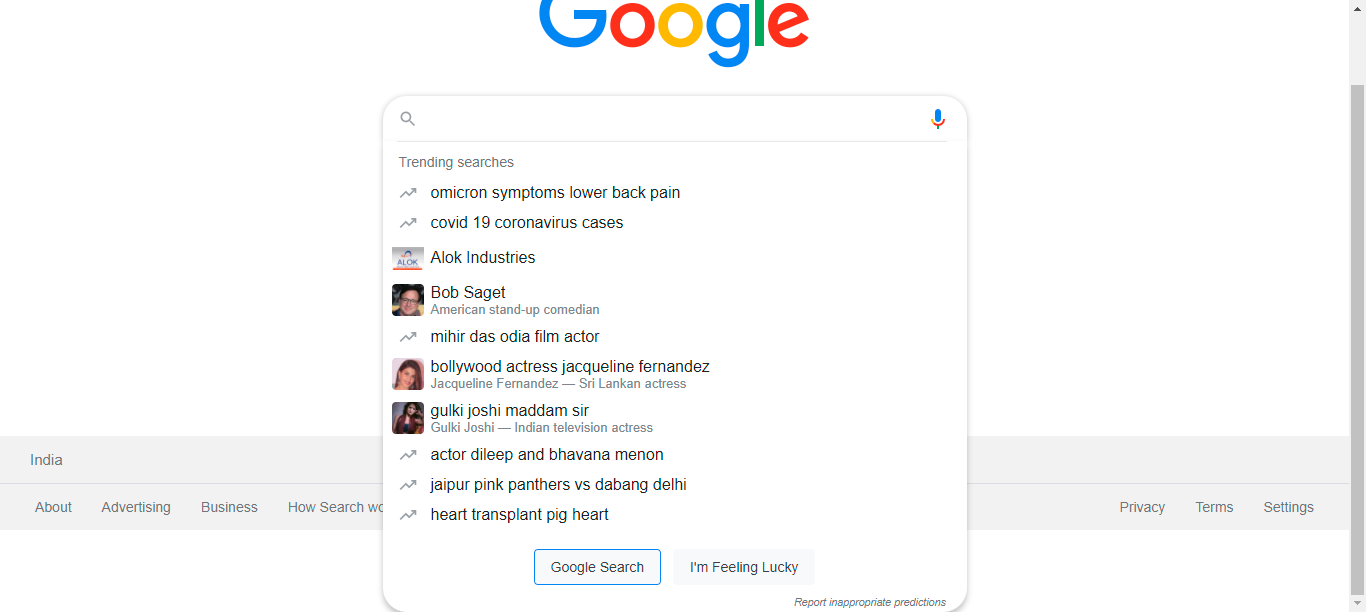 Google
Trending searches
omicron symptoms lower back pain
covid 19 coronavirus cases
ALOK
Alok Industries
Bob Saget
American stand-up comedian
mihir das odia film actor
bollywood actress jacqueline fernandez
Jacqueline Fernandez — Sri Lankan actress
gulki joshi maddam sir
Gulki Joshi — Indian television actress
actor dileep and bhavana menon
jaipur pink panthers vs dabang delhi
heart transplant pig heart
Google Search
I'm Feeling Lucky
Report inappropriate predictions
India
About Advertising Business How Search wo
Privacy Terms Settings